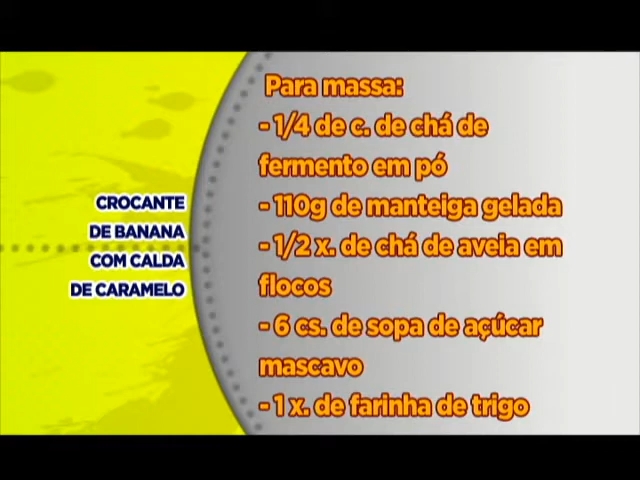 CROCANTE
DE BANANA
COM CALDA
DE CARAMELO
Para massa:
- 1/4 de c. de chá de
fermento em pó
- 110g de manteiga gelada
- 1/2 x. de chá de aveia em
flocos
- 6 cs. de sopa de açúcar
mascavo
- 1 x. de farinha de trigo